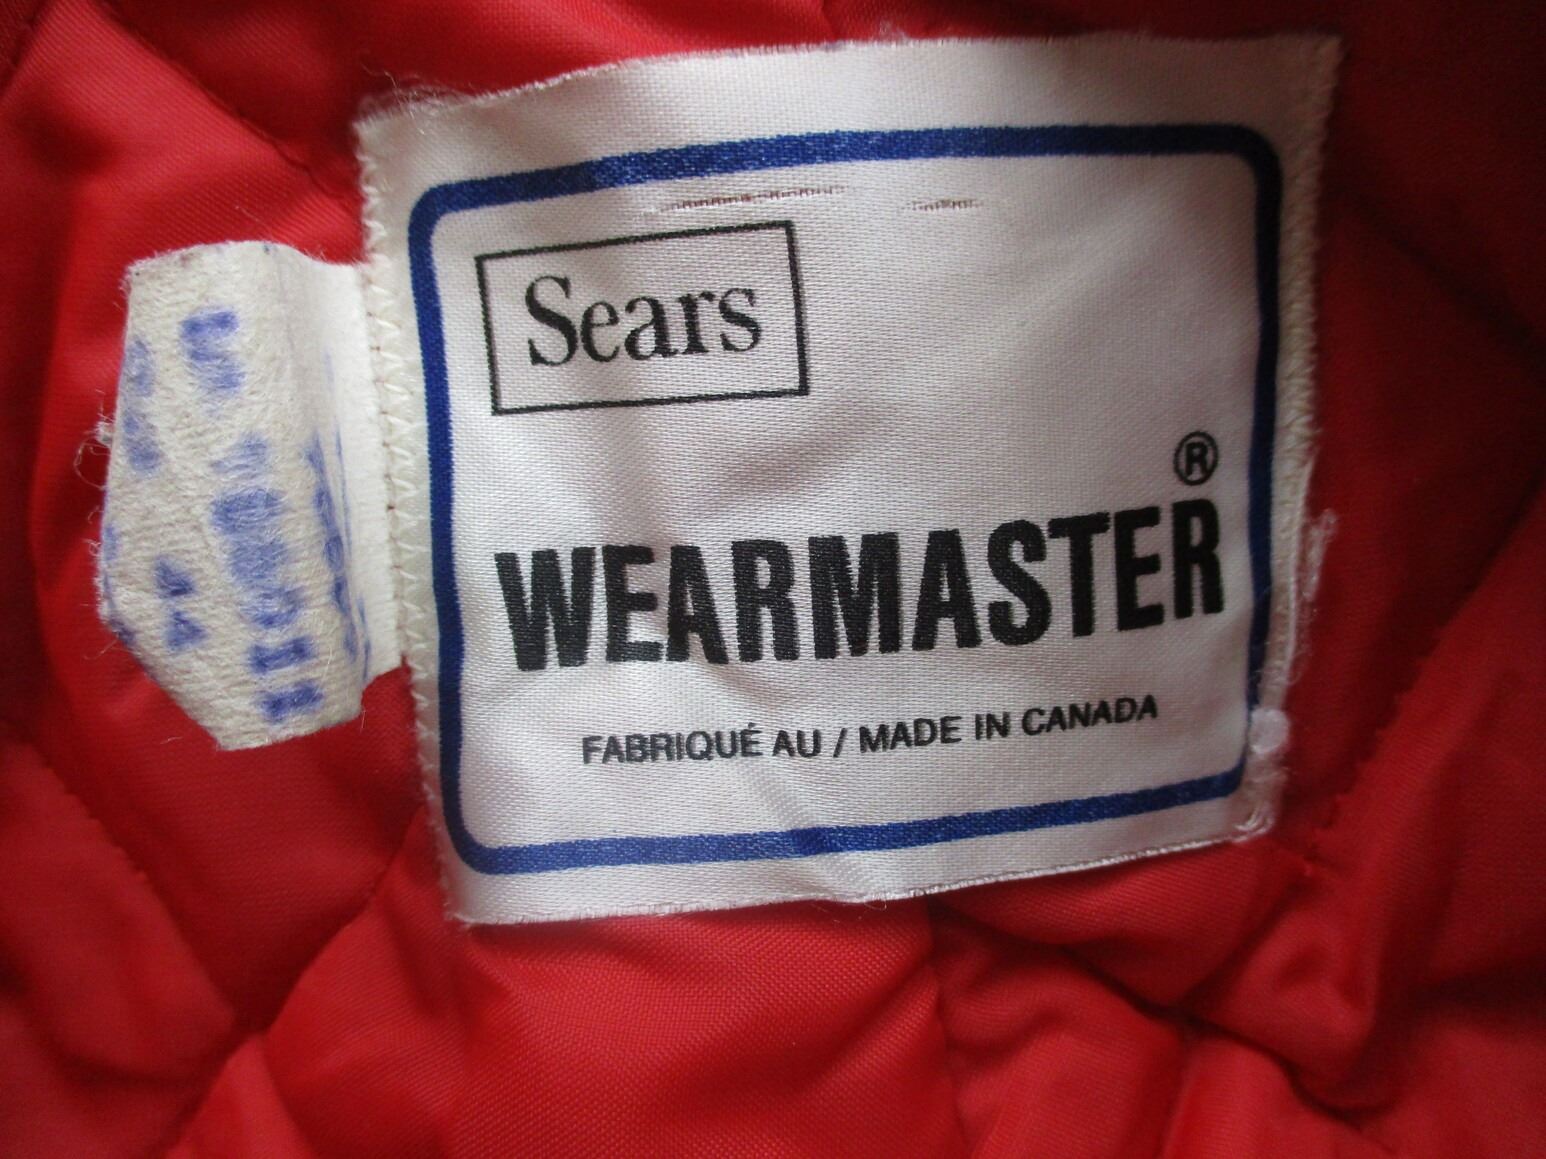 Sears
®
WEARMASTER
FABRIQUÉ AU / MADE IN CANADA